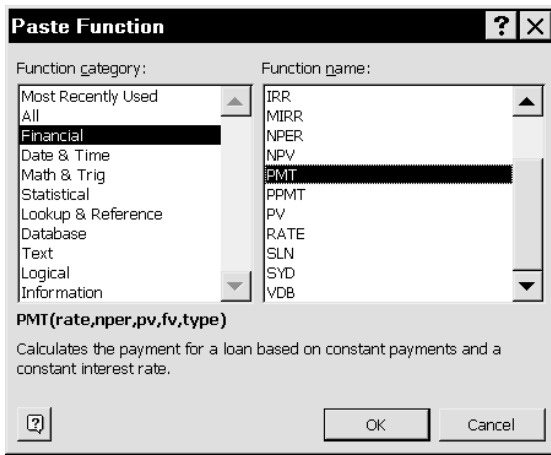 Paste Function
?
Function category:
Most Recently Used
All
Financial
Date & Time
Math & Trig
Statistical
Lookup & Reference
Database
Text
Logical
Information
Function name:
IRR
MIRR
NPER
NPV
PMT
PPMT
PV
RATE
SLN
SYD
VDB
PMT(rate,nper,pv,fv,type)
Calculates the payment for a loan based on constant payments and a
constant interest rate.
?
OK
Cancel